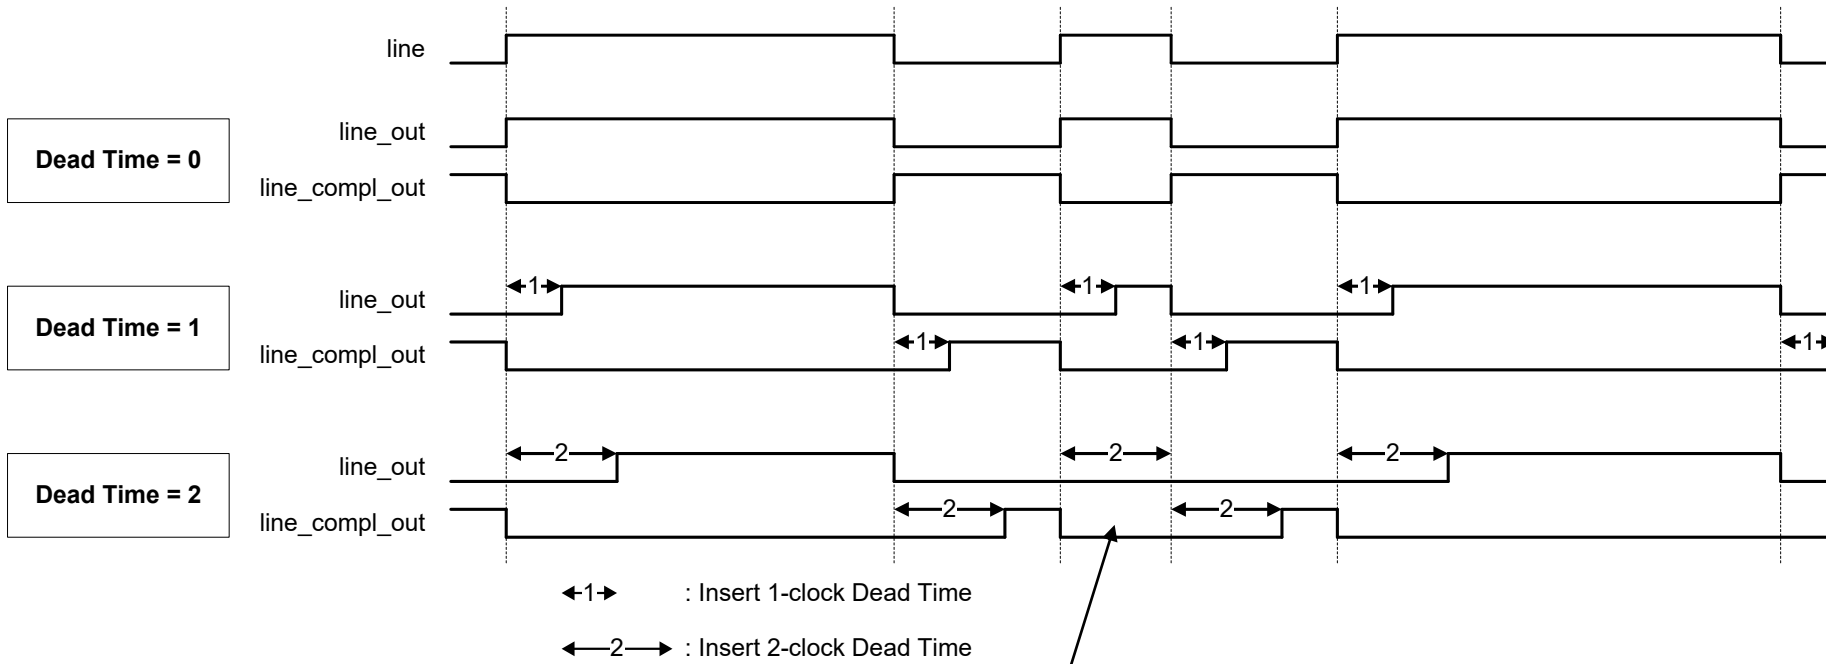 line
Dead Time = 0
line_out
line_compl_out
Dead Time = 1
1 1 1
line_out
line_compl_out
1 1 1
Dead Time = 2
2 2 2
line_out
line_compl_out
2 2
1 : Insert 1-clock Dead Time
2 : Insert 2-clock Dead Time